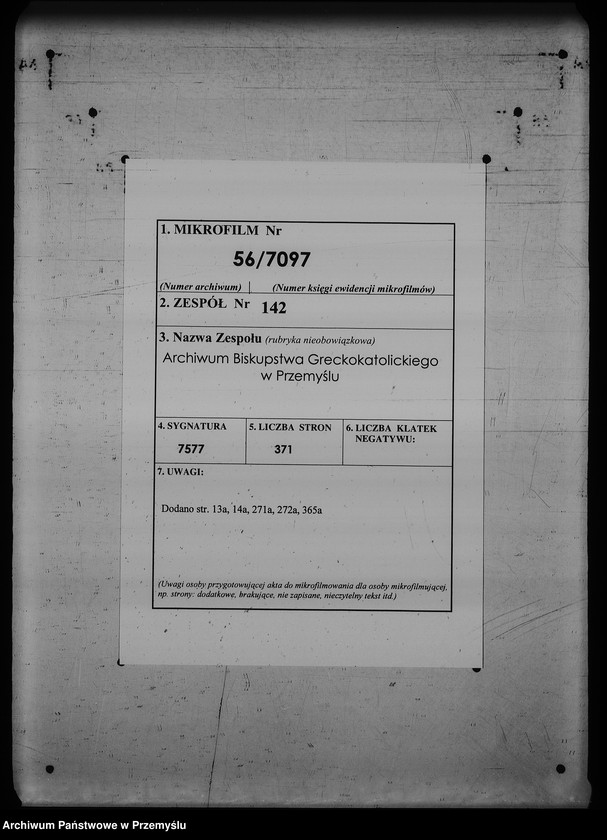 1. MIKROFILM Nr
56/7097
(Numer archiwum) | (Numer księgi ewidencji mikrofilmów)
2. ZESPÓŁ Nr 142
3. Nazwa Zespołu (rubryka nieobowiązkowa)
Archiwum Biskupstwa Greckokatolickiego
w Przemyślu
4. SYGNATURA
7577
5. LICZBA STRON
371
6. LICZBA KLATEK
NEGATYWU:
7. UWAGI:
Dodano str. 13a, 14a, 271a, 272a, 365a
(Uwagi osoby przygotowującej akta do mikrofilmowania dla osoby mikrofilmującej,
np. strony: dodatkowe, brakujące, nie zapisane, nieczytelny tekst itd.)
Archiwum Państwowe w Przemyślu